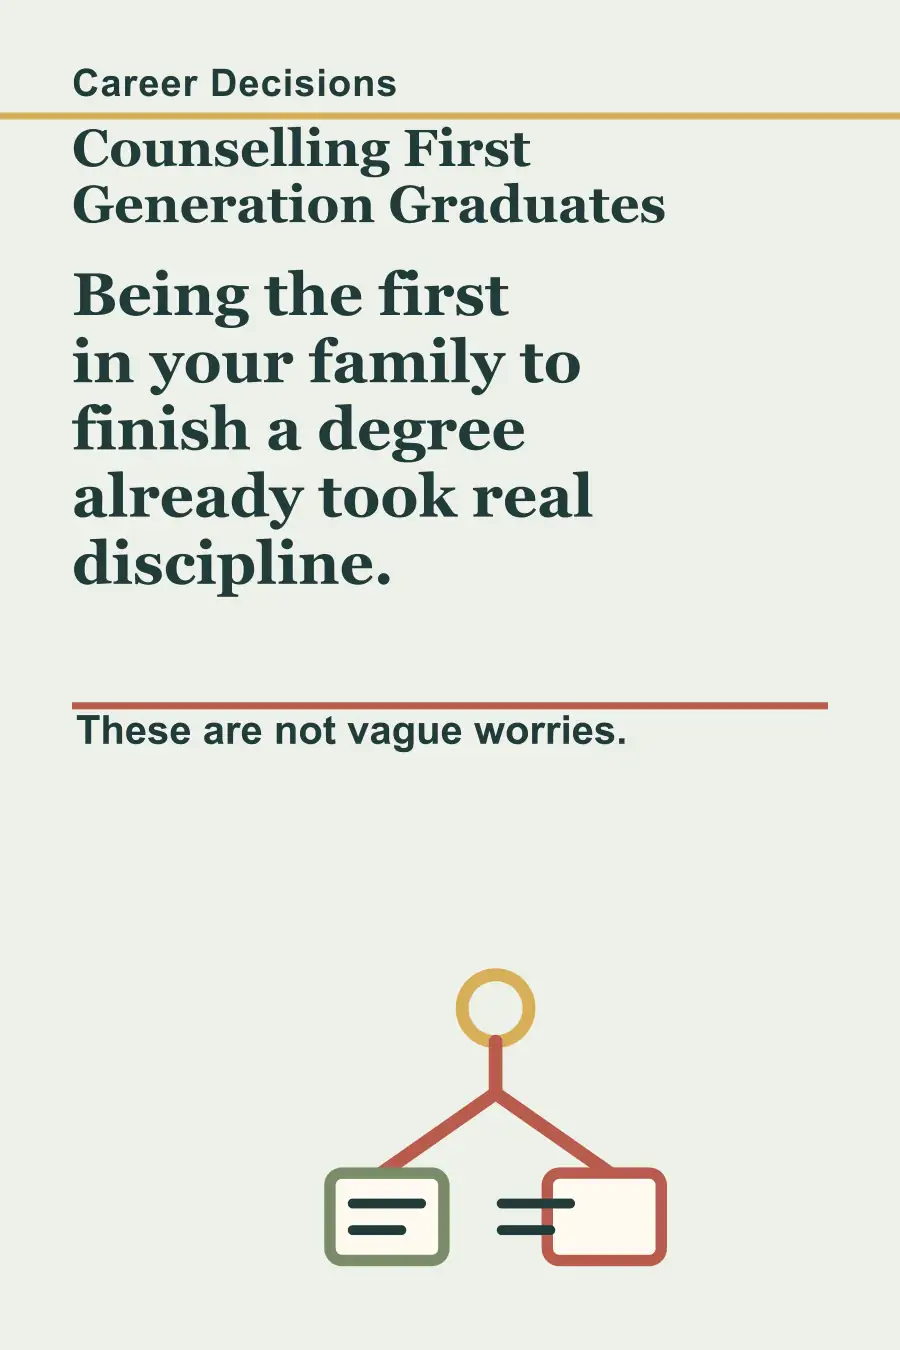 Career Decisions
Counselling First
Generation Graduates
Being the first
in your family to
finish a degree
already took real
discipline.
These are not vague worries.